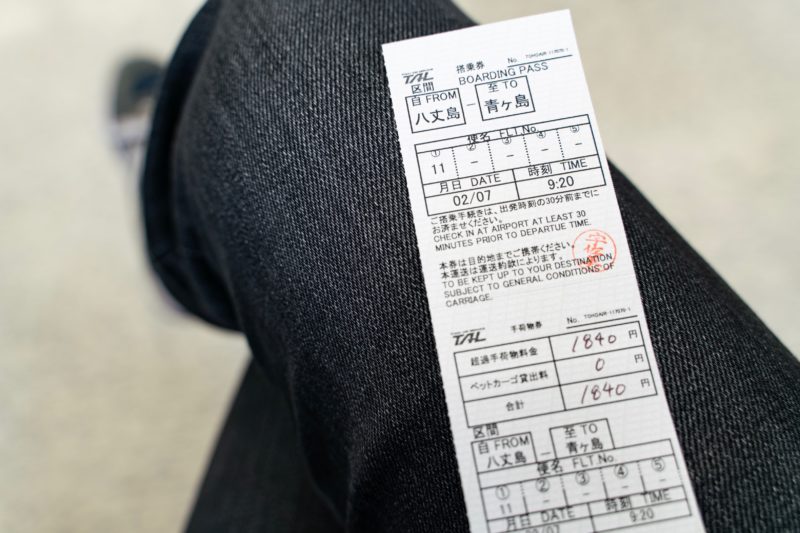 TAL 搭乗券 No. TOHOAIR-117070-1
BOARDING PASS
区間
自 FROM 至 TO
八丈島 − 青ヶ島
便名 FLT.No.
① ② ③ ④ ⑤
11 − − − −
月日 DATE 時刻 TIME
02/07 9:20
ご搭乗手続きは、出発時刻の30分前までに
お済ませください。
CHECK IN AT AIRPORT AT LEAST 30
MINUTES PRIOR TO DEPARTUE TIME.
本券は目的地までご携帯ください。
本運送は運送約款によります。
TO BE KEPT UP TO YOUR DESTINATION
SUBJECT TO GENERAL CONDITIONS OF
CARRIAGE.
TAL 手荷物券 No. TOHOAIR-117070-1
超過手荷物料金 1840 円
ペットカーゴ貸出料 0 円
合計 1840 円
区間
自 FROM 至 TO
八丈島 − 青ヶ島
便名 FLT.No.
① ② ③ ④ ⑤
11 − − − −
月日 DATE 時刻 TIME
9:20